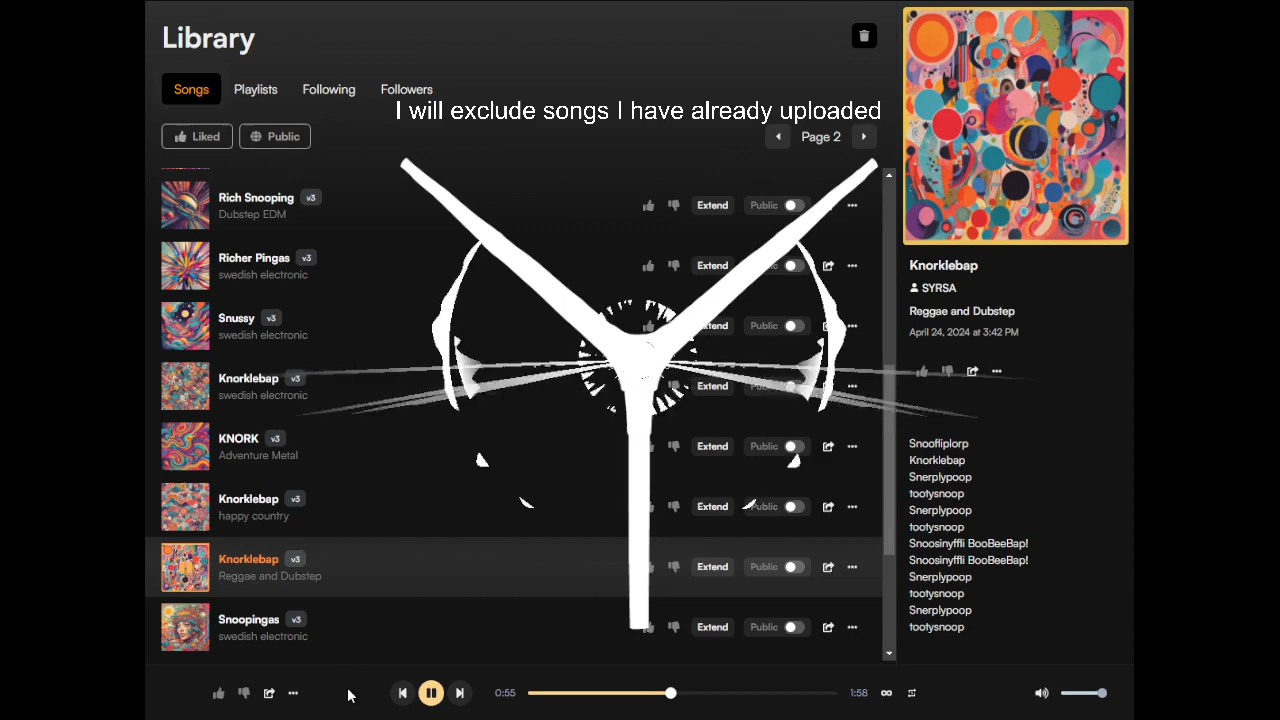 Library
Songs Playlists Following Followers
I will exclude songs I have already uploaded
Liked Public
Page 2
Rich Snooping v3
Dubstep EDM
Extend Public
Richer Pingas v3
swedish electronic
Extend Public
Snussy v3
swedish electronic
Extend Public
Knorklebap v3
swedish electronic
Extend Public
KNORK v3
Adventure Metal
Extend Public
Knorklebap v3
happy country
Extend Public
Knorklebap v3
Reggae and Dubstep
Extend Public
Snoopingas v3
swedish electronic
Extend Public
Knorklebap
SYRSA
Reggae and Dubstep
April 24, 2024 at 3:42 PM
Snoofliplorp
Knorklebap
Snerplypoop
tootysnoop
Snerplypoop
tootysnoop
Snoosinyffli BooBeeBap!
Snoosinyffli BooBeeBap!
Snerplypoop
tootysnoop
Snerplypoop
tootysnoop
0:55 1:58